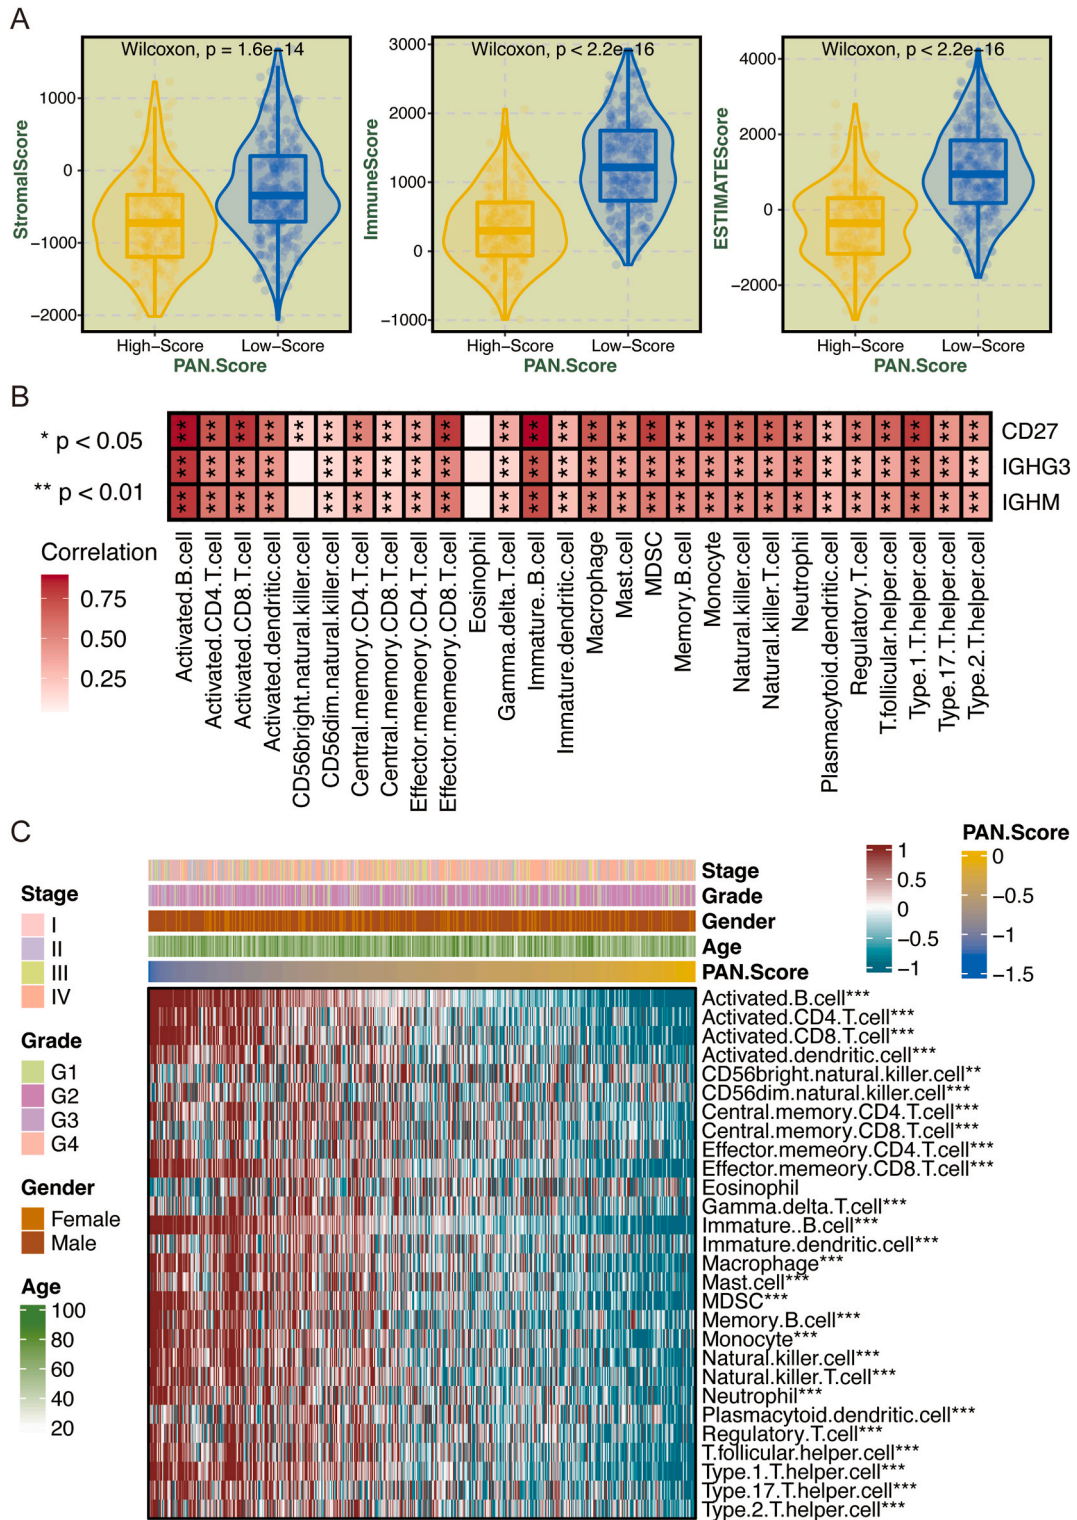 A
Wilcoxon, p = 1.6e−14
Wilcoxon, p < 2.2e−16
Wilcoxon, p < 2.2e−16
StromalScore
1000
0
−1000
−2000
High−Score
Low−Score
PAN.Score
ImmuneScore
3000
2000
1000
0
−1000
High−Score
Low−Score
PAN.Score
ESTIMATEScore
4000
2000
0
−2000
High−Score
Low−Score
PAN.Score
B
* p < 0.05
** p < 0.01
CD27
IGHG3
IGHM
Correlation
0.75
0.50
0.25
Activated.B.cell
Activated.CD4.T.cell
Activated.CD8.T.cell
Activated.dendritic.cell
CD56bright.natural.killer.cell
CD56dim.natural.killer.cell
Central.memory.CD4.T.cell
Central.memory.CD8.T.cell
Effector.memeory.CD4.T.cell
Effector.memeory.CD8.T.cell
Eosinophil
Gamma.delta.T.cell
Immature..B.cell
Immature.dendritic.cell
Macrophage
Mast.cell
MDSC
Memory.B.cell
Monocyte
Natural.killer.cell
Natural.killer.T.cell
Neutrophil
Plasmacytoid.dendritic.cell
Regulatory.T.cell
T.follicular.helper.cell
Type.1.T.helper.cell
Type.17.T.helper.cell
Type.2.T.helper.cell
C
Stage
I
II
III
IV
Grade
G1
G2
G3
G4
Gender
Female
Male
Age
100
80
60
40
20
Stage
Grade
Gender
Age
PAN.Score
1
0.5
0
−0.5
−1
PAN.Score
0
−0.5
−1
−1.5
Activated.B.cell***
Activated.CD4.T.cell***
Activated.CD8.T.cell***
Activated.dendritic.cell***
CD56bright.natural.killer.cell**
CD56dim.natural.killer.cell***
Central.memory.CD4.T.cell***
Central.memory.CD8.T.cell***
Effector.memeory.CD4.T.cell***
Effector.memeory.CD8.T.cell***
Eosinophil
Gamma.delta.T.cell***
Immature..B.cell***
Immature.dendritic.cell***
Macrophage***
Mast.cell***
MDSC***
Memory.B.cell***
Monocyte***
Natural.killer.cell***
Natural.killer.T.cell***
Neutrophil***
Plasmacytoid.dendritic.cell***
Regulatory.T.cell***
T.follicular.helper.cell***
Type.1.T.helper.cell***
Type.17.T.helper.cell***
Type.2.T.helper.cell***